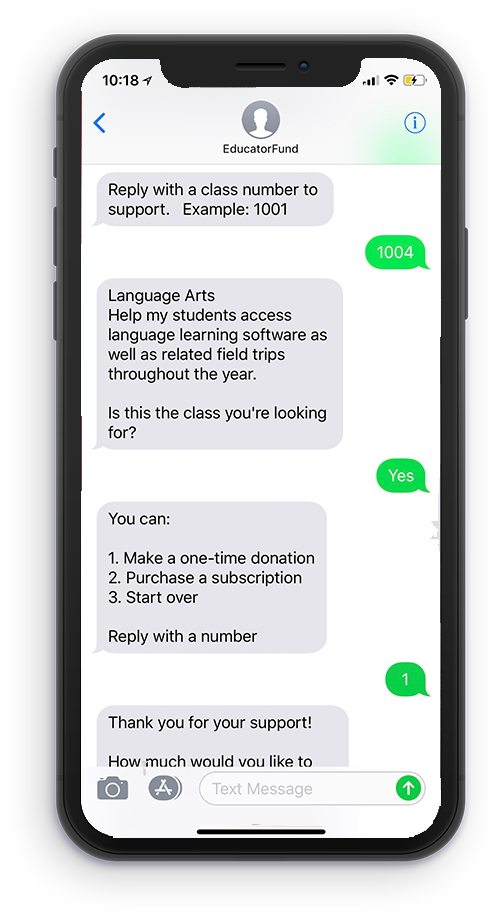 10:18
EducatorFund
Reply with a class number to
support.   Example: 1001
1004
Language Arts
Help my students access
language learning software as
well as related field trips
throughout the year.
Is this the class you're looking
for?
Yes
You can:
1. Make a one-time donation
2. Purchase a subscription
3. Start over
Reply with a number
1
Thank you for your support!
How much would you like to
Text Message